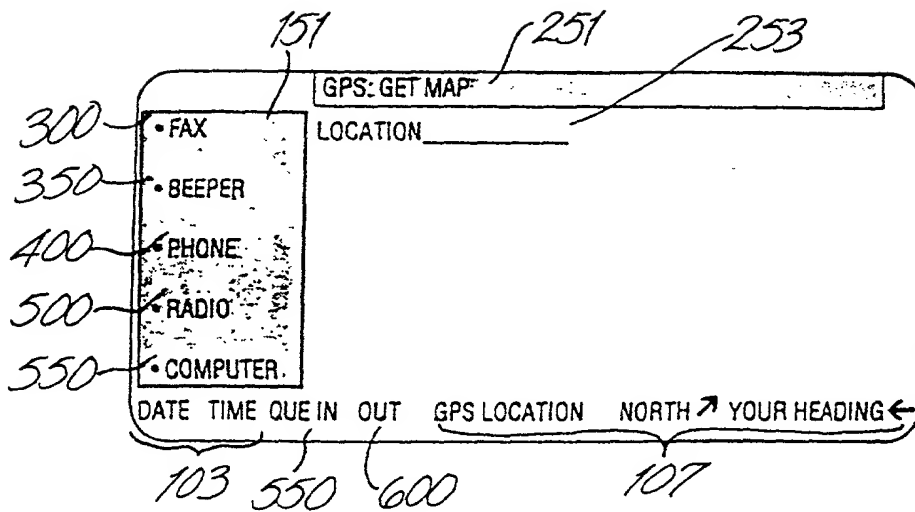 151 251 253
GPS: GET MAP
300 • FAX LOCATION
350 • BEEPER
400 • PHONE
500 • RADIO
550 • COMPUTER
DATE TIME QUE IN OUT GPS LOCATION NORTH ↗ YOUR HEADING ←
103 550 600 107